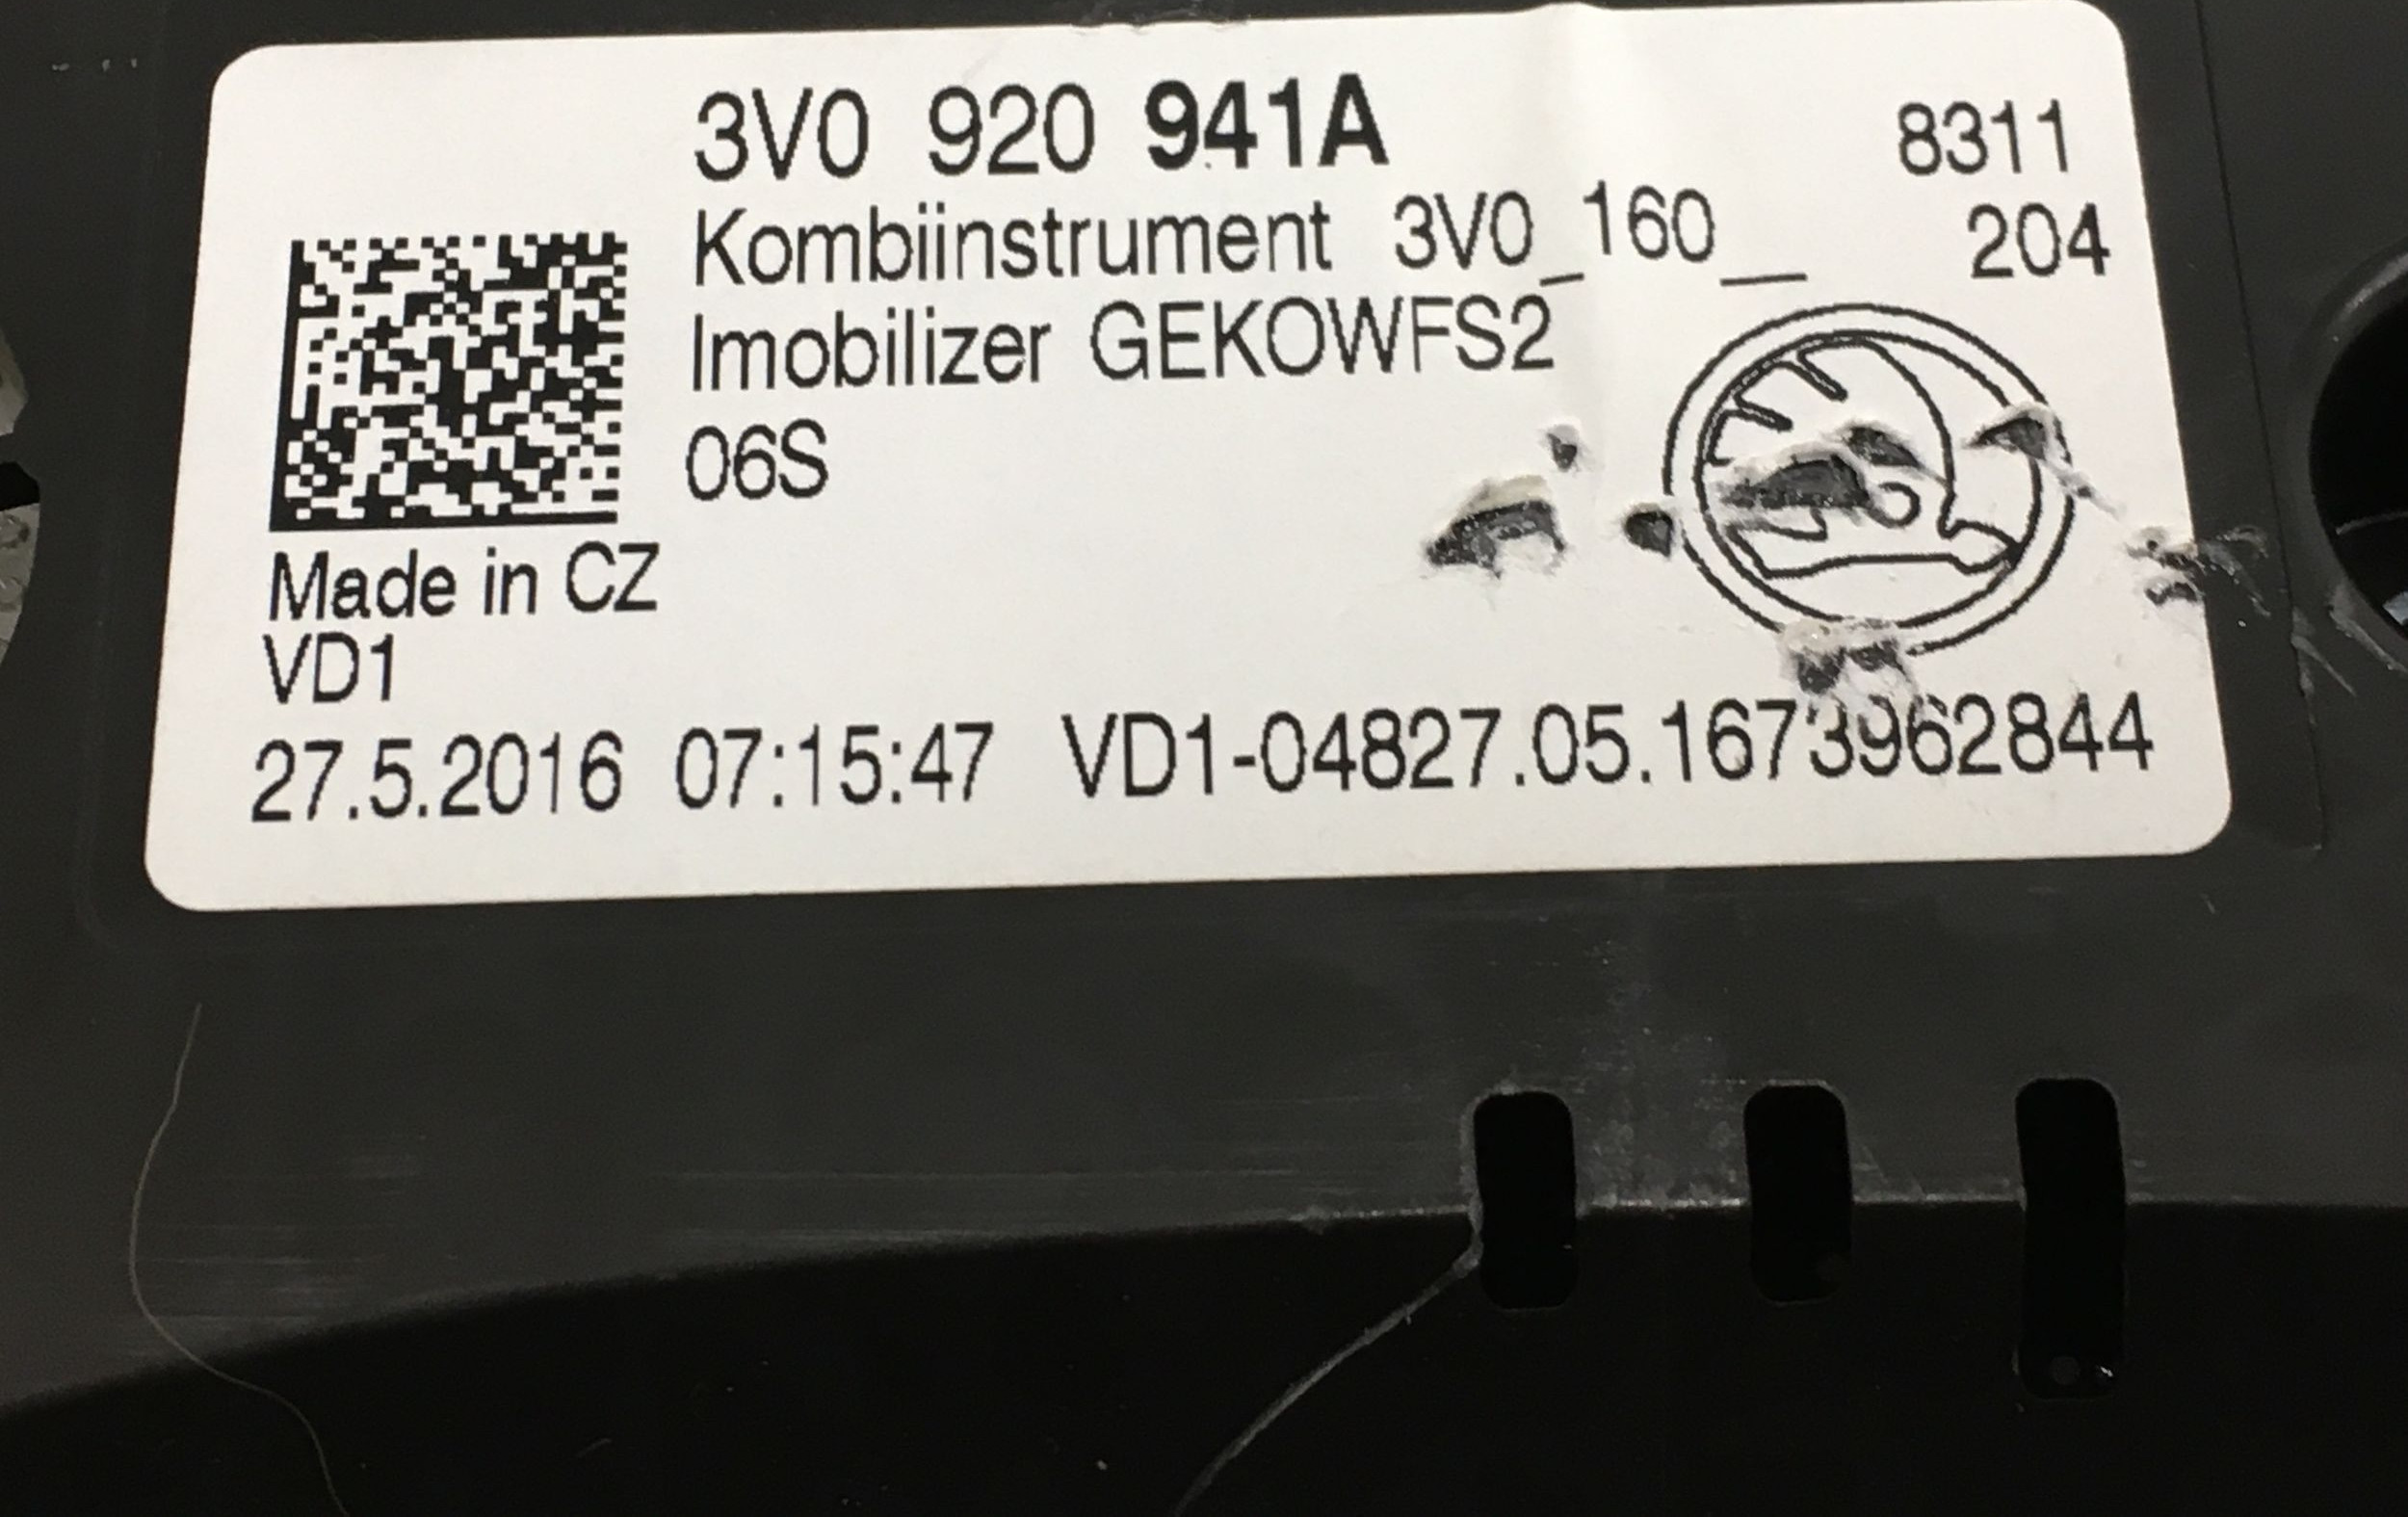 3V0 920 941A 8311
Kombiinstrument 3V0_160__ 204
Imobilizer GEKOWFS2
06S
Made in CZ
VD1
27.5.2016 07:15:47 VD1-04827.05.1673962844